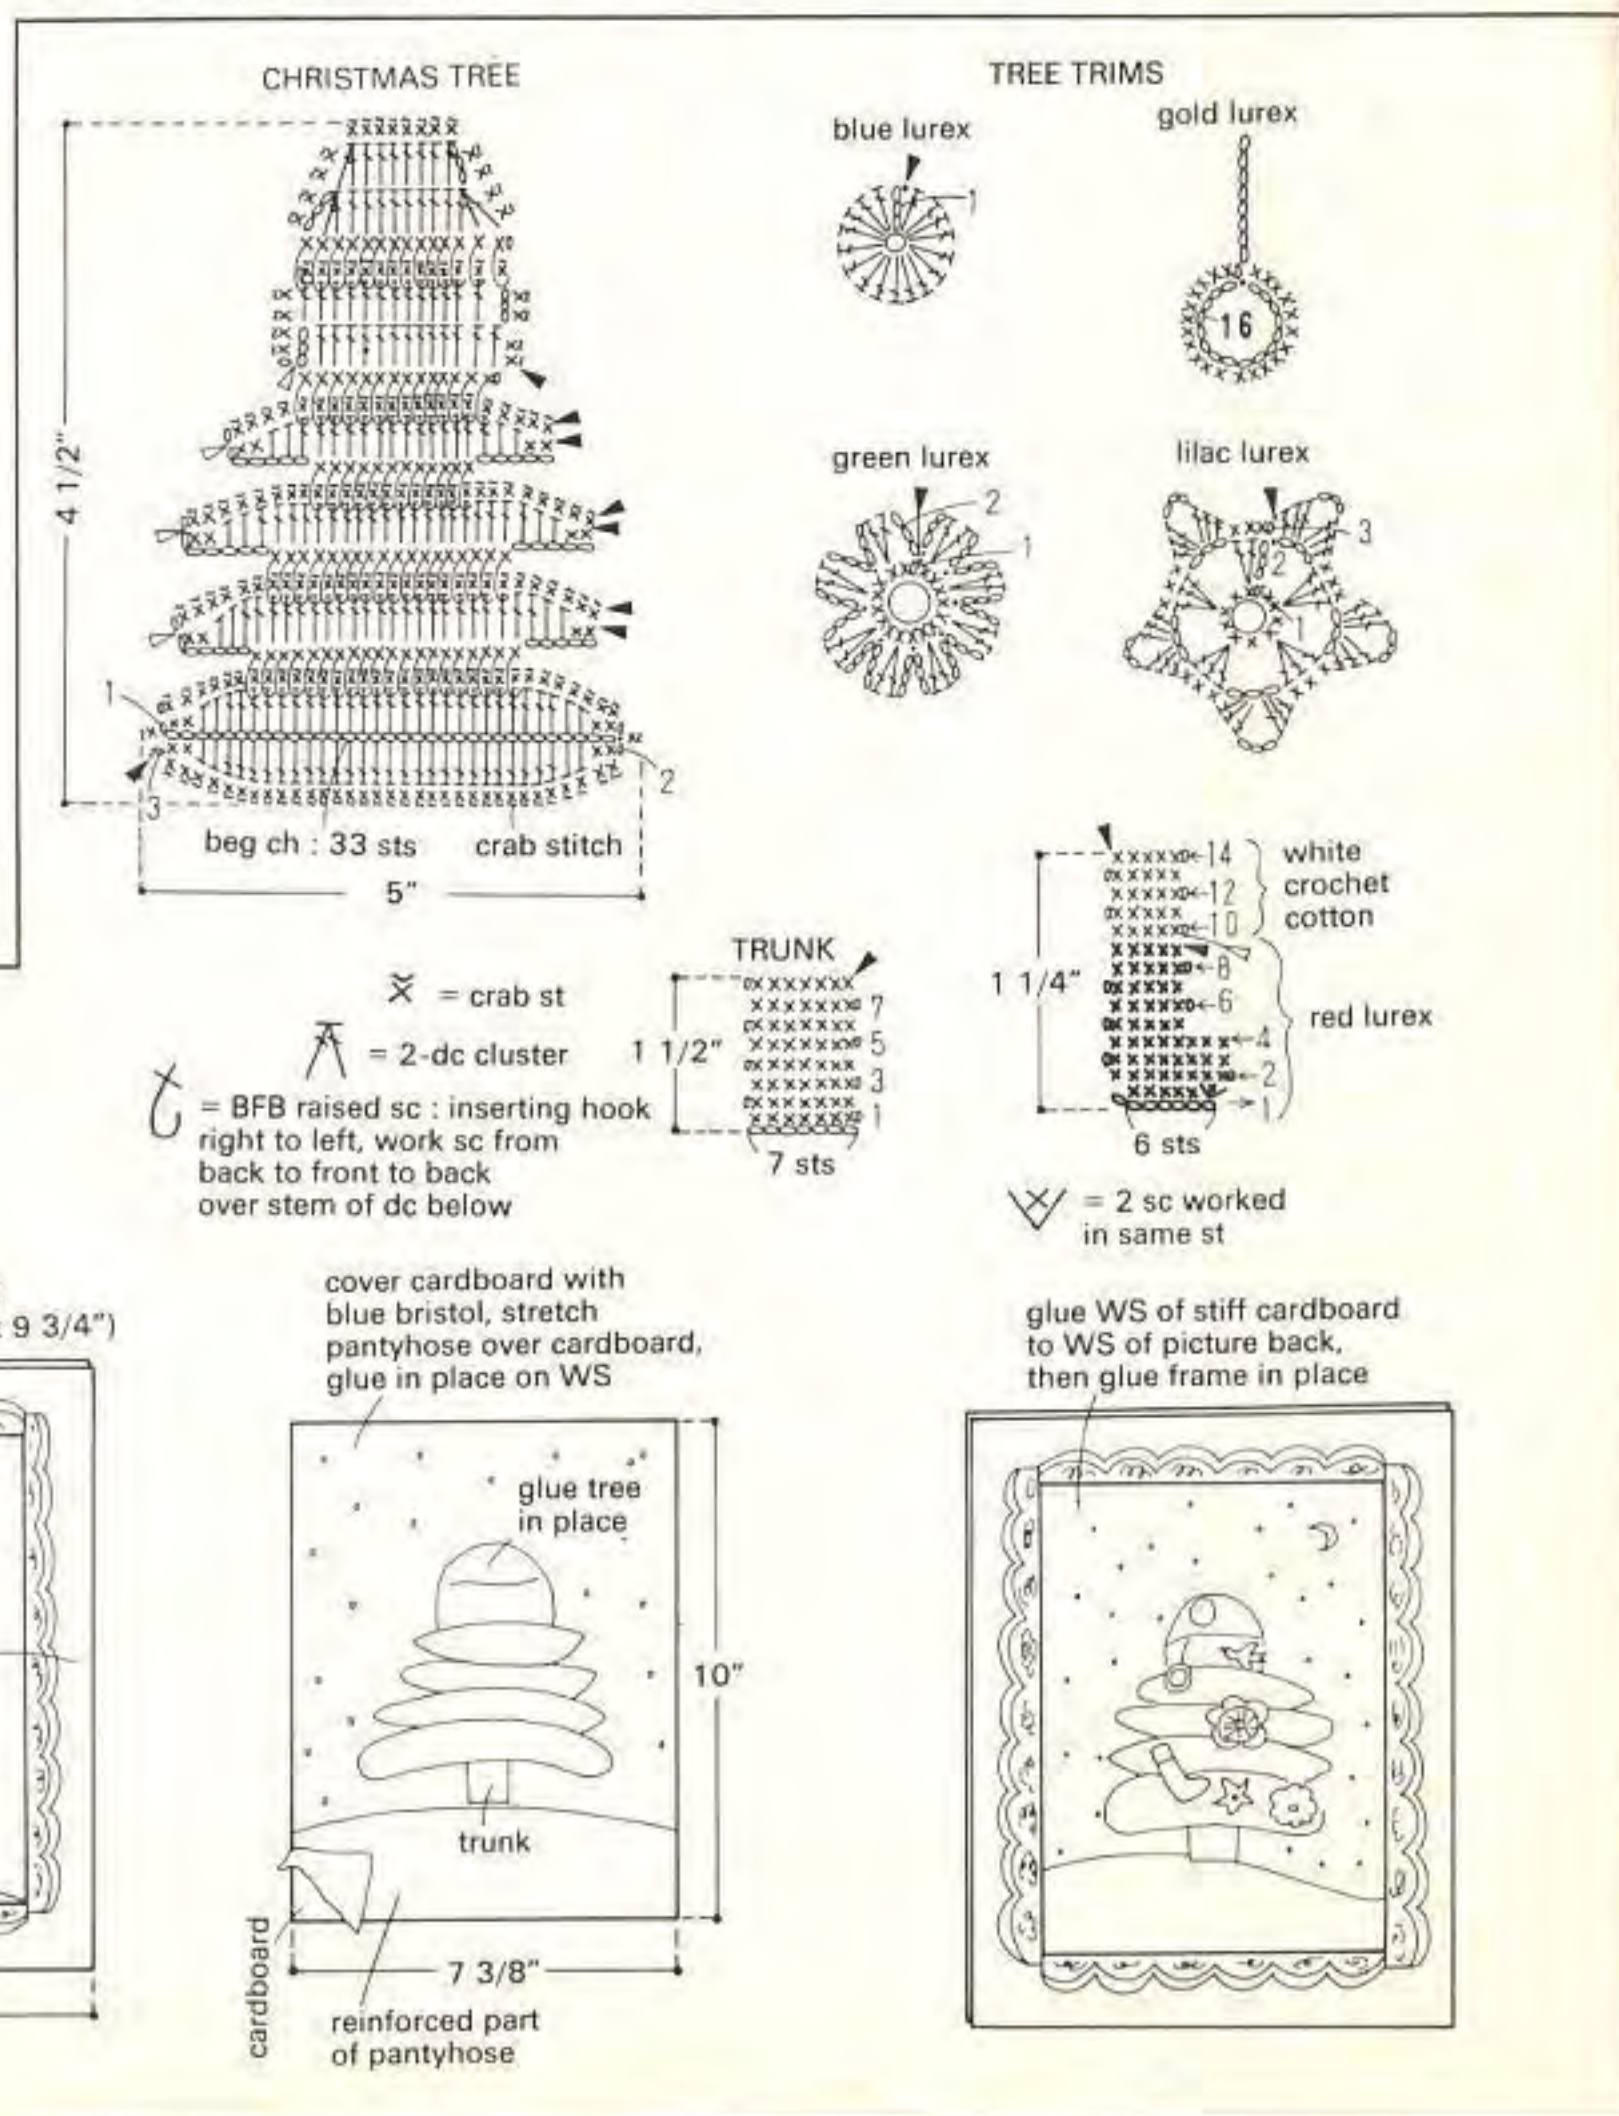 CHRISTMAS TREE
4 1/2"
1
2
3
beg ch : 33 sts
crab stitch
5"
TREE TRIMS
blue lurex
1
gold lurex
16
green lurex
2
1
lilac lurex
3
2
1
= crab st
= 2-dc cluster
= BFB raised sc : inserting hook
right to left, work sc from
back to front to back
over stem of dc below
TRUNK
1 1/2"
7
5
3
1
7 sts
1 1/4"
14
12
10
8
6
4
2
1
white
crochet
cotton
red lurex
6 sts
= 2 sc worked
in same st
9 3/4")
cover cardboard with
blue bristol, stretch
pantyhose over cardboard,
glue in place on WS
glue tree
in place
10"
trunk
cardboard
7 3/8"
reinforced part
of pantyhose
glue WS of stiff cardboard
to WS of picture back,
then glue frame in place